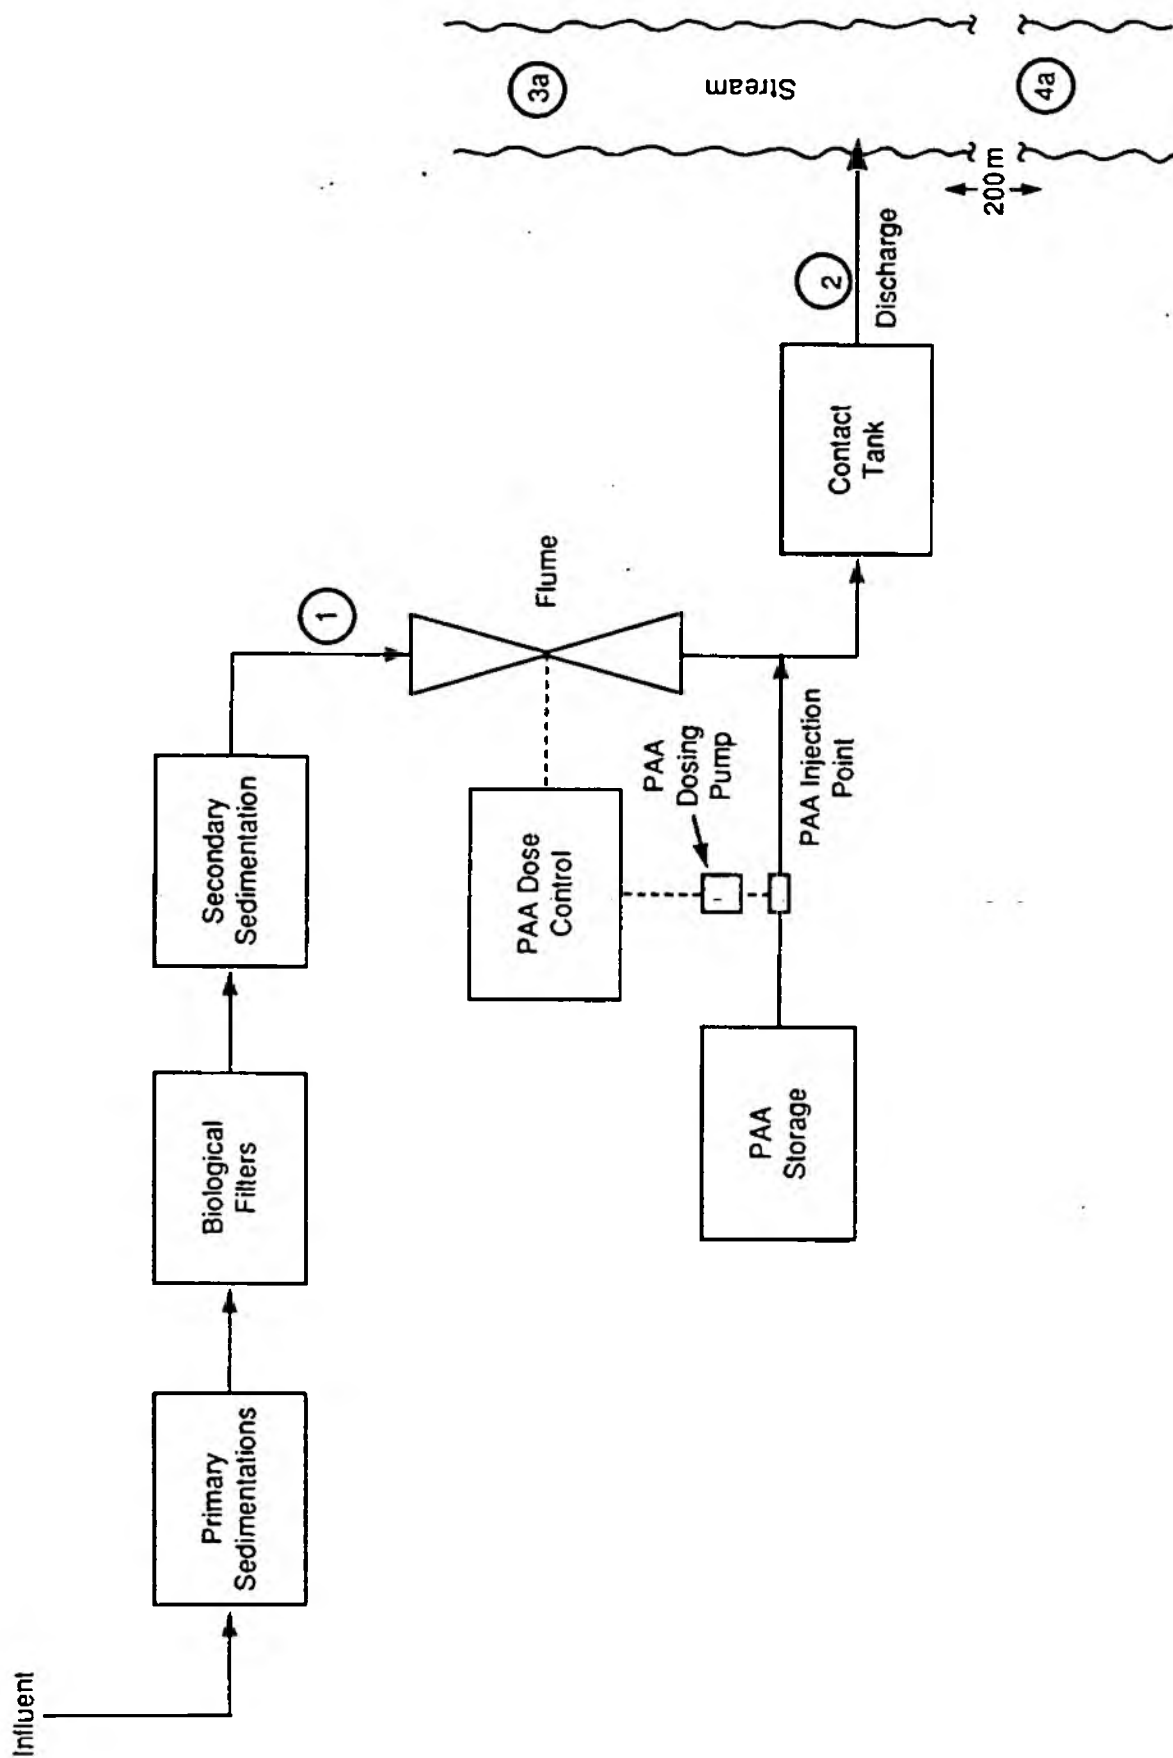 Influent
Primary
Sedimentations
Biological
Filters
Secondary
Sedimentation
1
Flume
PAA Dose
Control
PAA
Dosing
Pump
PAA
Storage
PAA Injection
Point
Contact
Tank
2
Discharge
3a
Stream
4a
200m